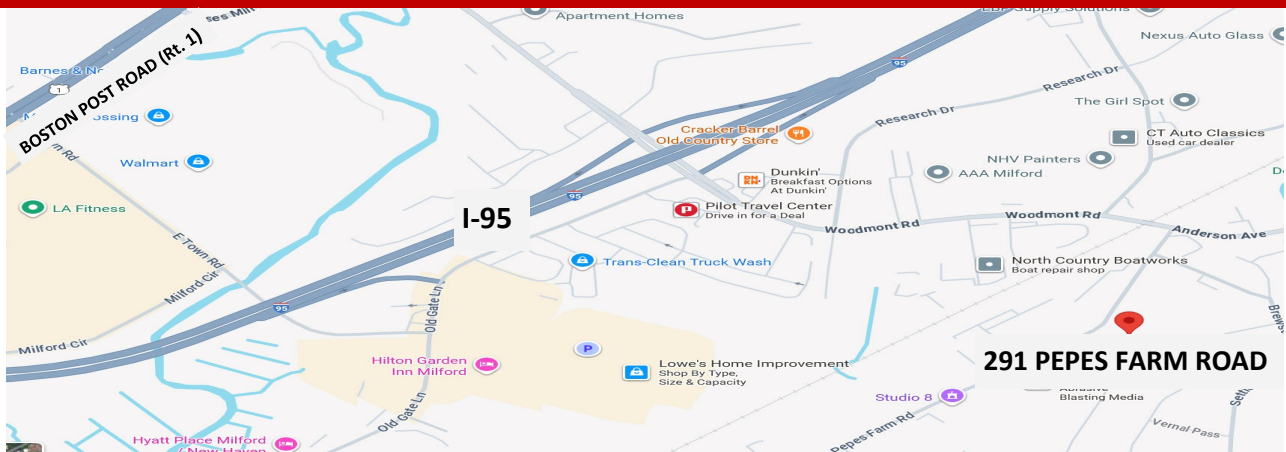 Apartment Homes
Nexus Auto Glass
BOSTON POST ROAD (Rt. 1)
1
95
Research Dr
Research Dr
The Girl Spot
Walmart
Cracker Barrel
Old Country Store
CT Auto Classics
Used car dealer
NHV Painters
AAA Milford
Dunkin'
Breakfast Options
At Dunkin'
Pilot Travel Center
Drive in for a Deal
LA Fitness
I-95
95
Woodmont Rd
Woodmont Rd
Anderson Ave
E Town Rd
Milford Cir
Trans-Clean Truck Wash
North Country Boatworks
Boat repair shop
Old Gate Ln
95
Milford Cir
P
Hilton Garden
Inn Milford
Lowe's Home Improvement
Shop By Type,
Size & Capacity
291 PEPES FARM ROAD
Studio 8
Blasting Media
Old Gate Ln
Pepes Farm Rd
Vernal Pass
Hyatt Place Milford